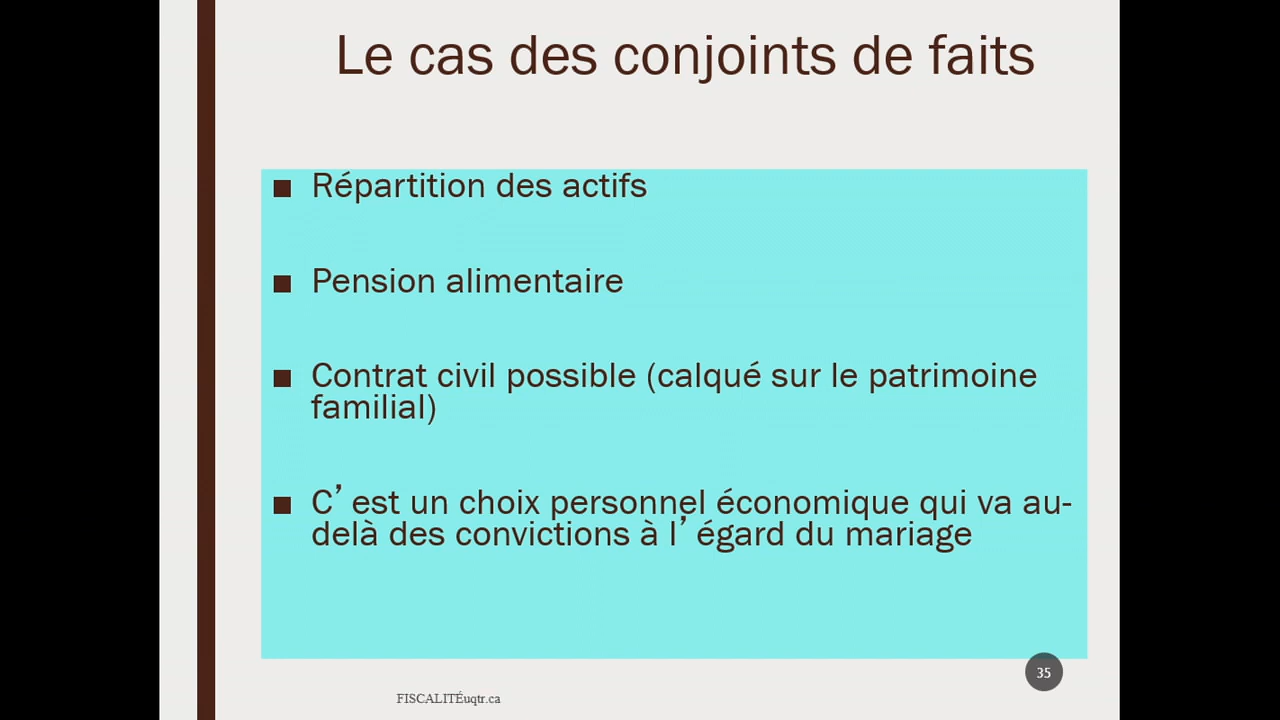 Le cas des conjoints de faits
■ Répartition des actifs
■ Pension alimentaire
■ Contrat civil possible (calqué sur le patrimoine
familial)
■ C’ est un choix personnel économique qui va au-
delà des convictions à l’ égard du mariage
35
FISCALITÉuqtr.ca